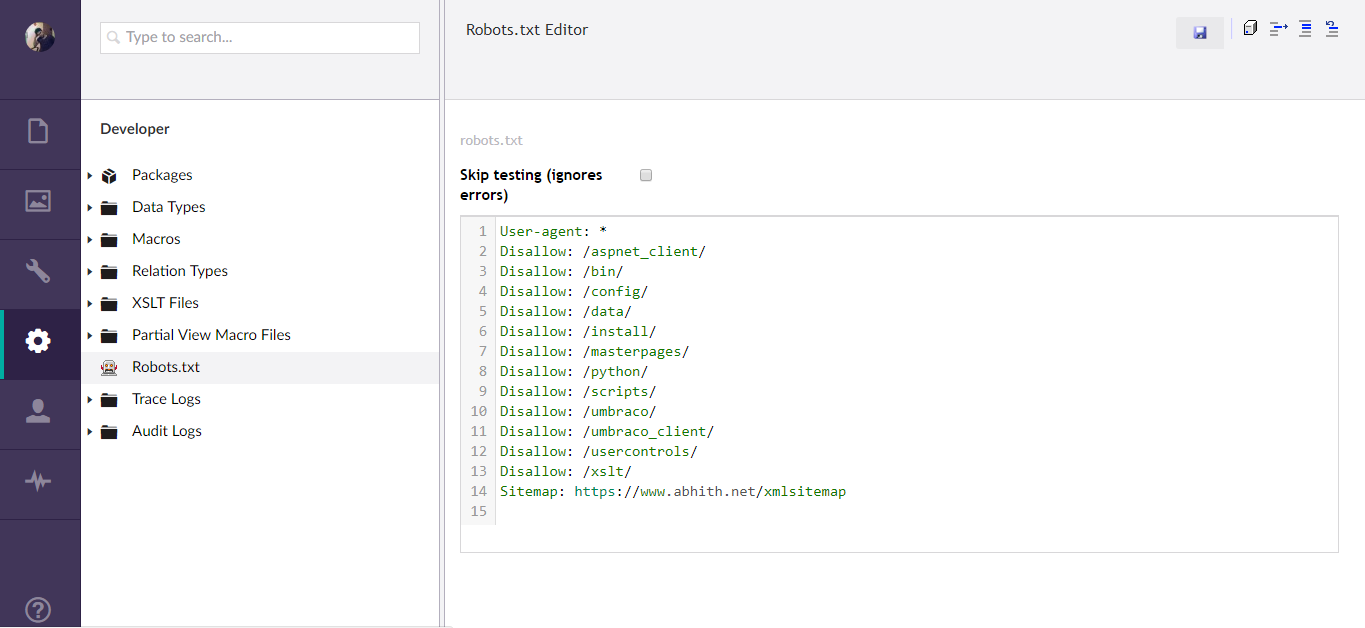 Type to search...
Developer
Packages
Data Types
Macros
Relation Types
XSLT Files
Partial View Macro Files
Robots.txt
Trace Logs
Audit Logs
Robots.txt Editor
robots.txt
Skip testing (ignores
errors)
1 User-agent: *
2 Disallow: /aspnet_client/
3 Disallow: /bin/
4 Disallow: /config/
5 Disallow: /data/
6 Disallow: /install/
7 Disallow: /masterpages/
8 Disallow: /python/
9 Disallow: /scripts/
10 Disallow: /umbraco/
11 Disallow: /umbraco_client/
12 Disallow: /usercontrols/
13 Disallow: /xslt/
14 Sitemap: https://www.abhith.net/xmlsitemap
15